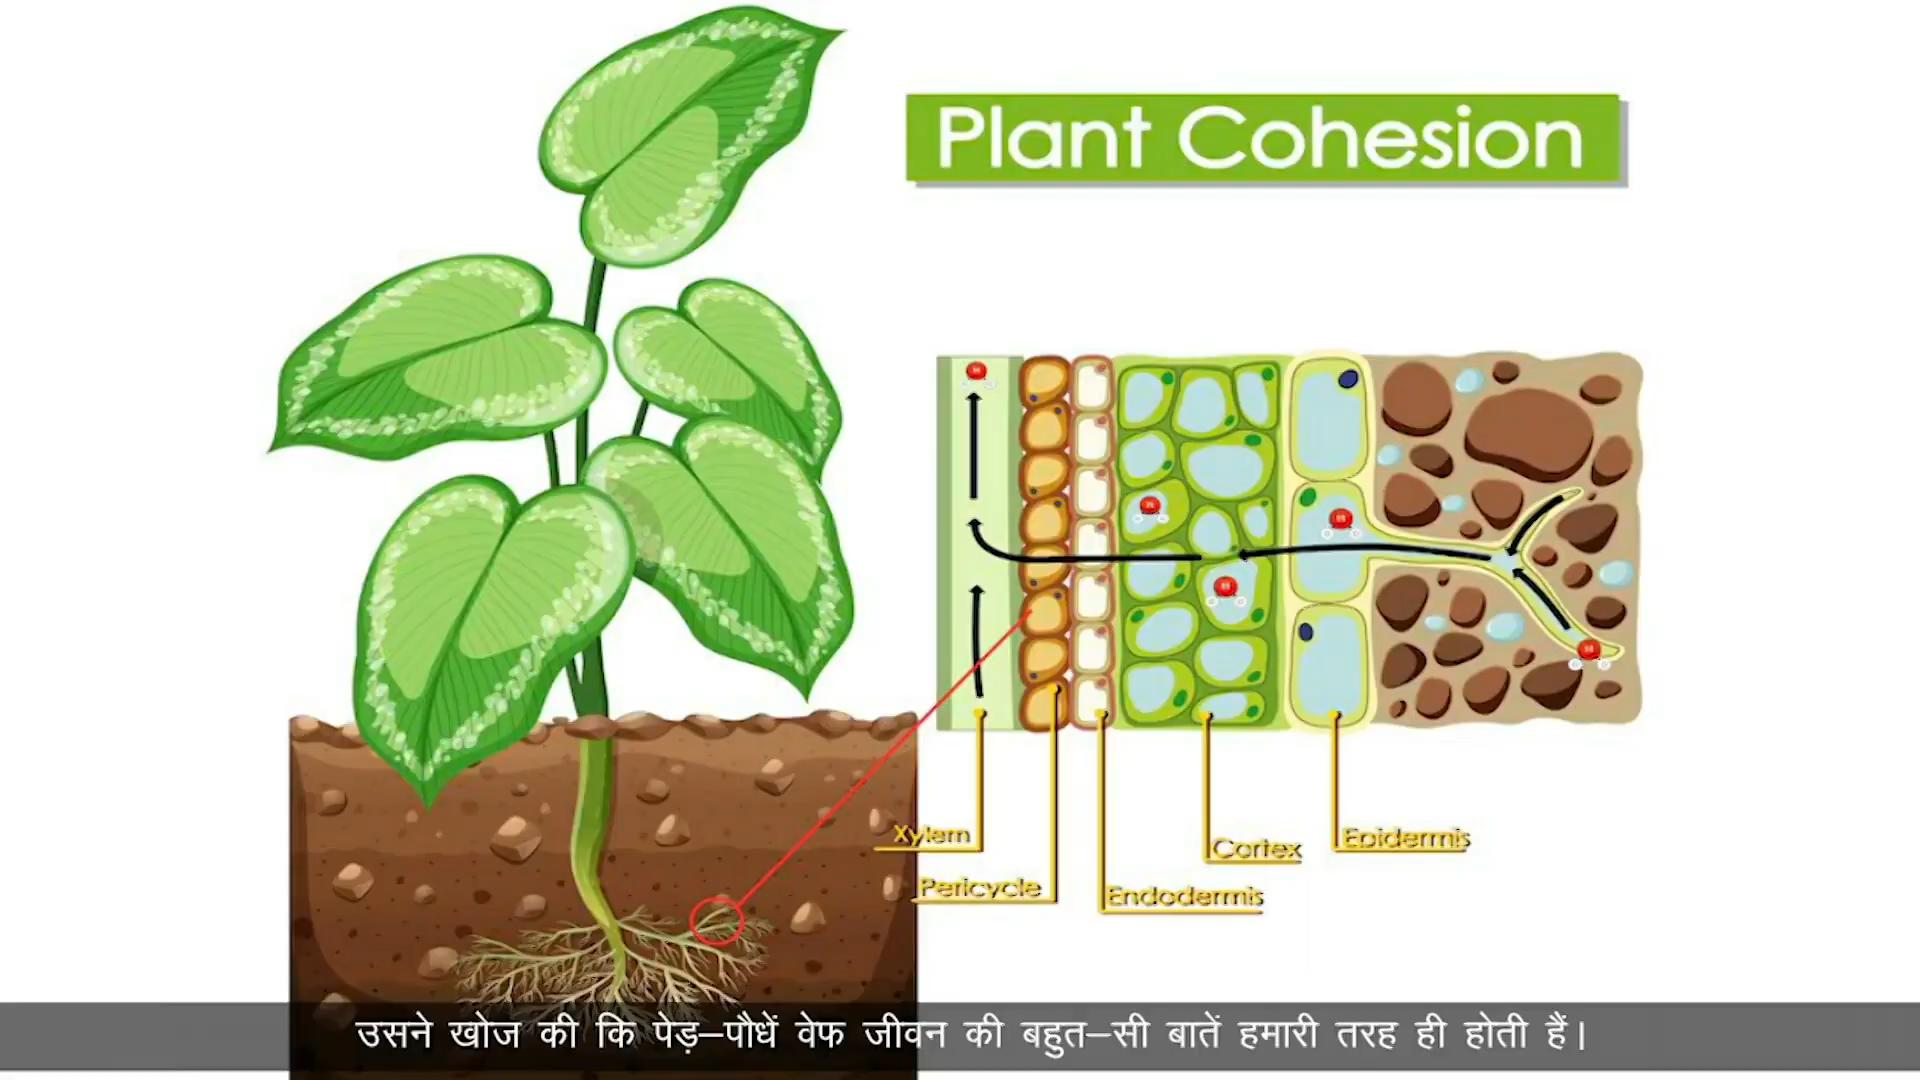 Plant Cohesion
Xylem
Pericycle
Endodermis
Cortex
Epidermis
उसने खोज की कि पेड़–पौधें वेफ जीवन की बहुत–सी बातें हमारी तरह ही होती हैं।